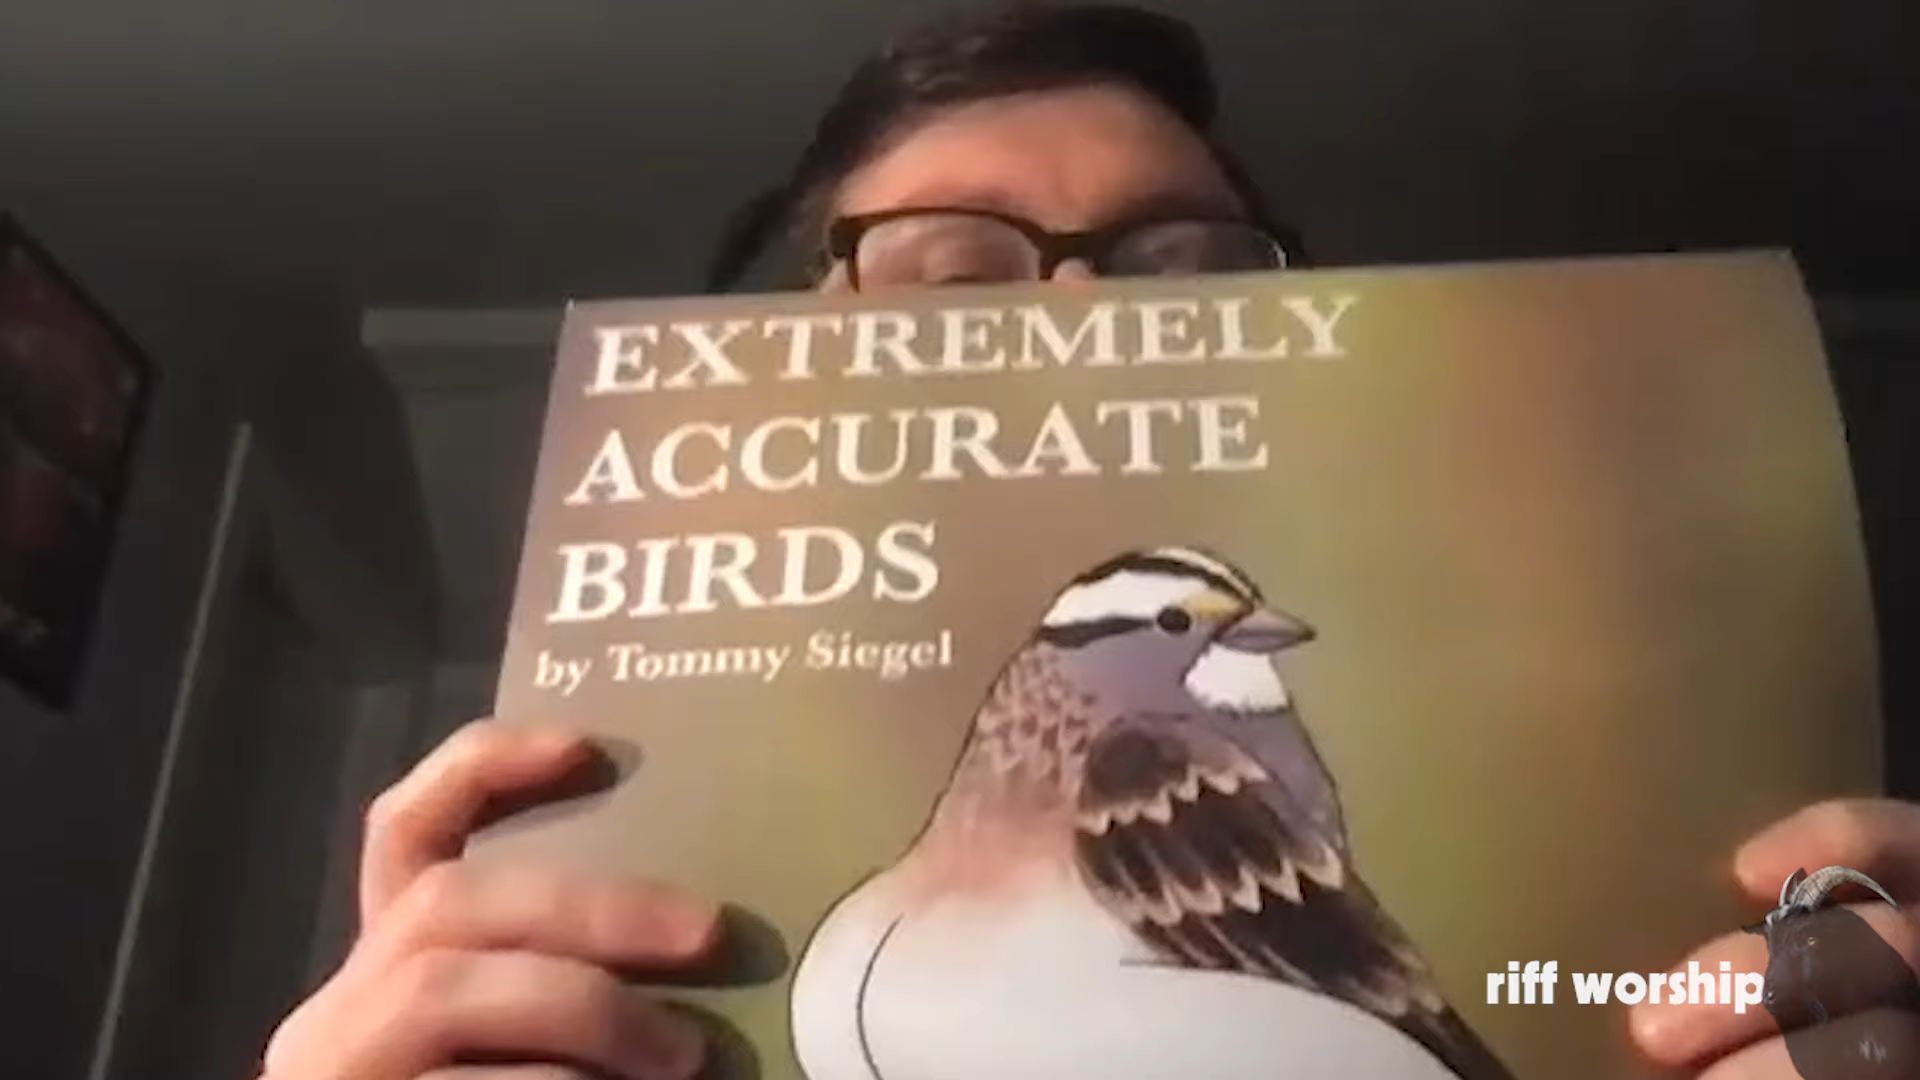 EXTREMELY
ACCURATE
BIRDS
by Tommy Siegel
riff worship